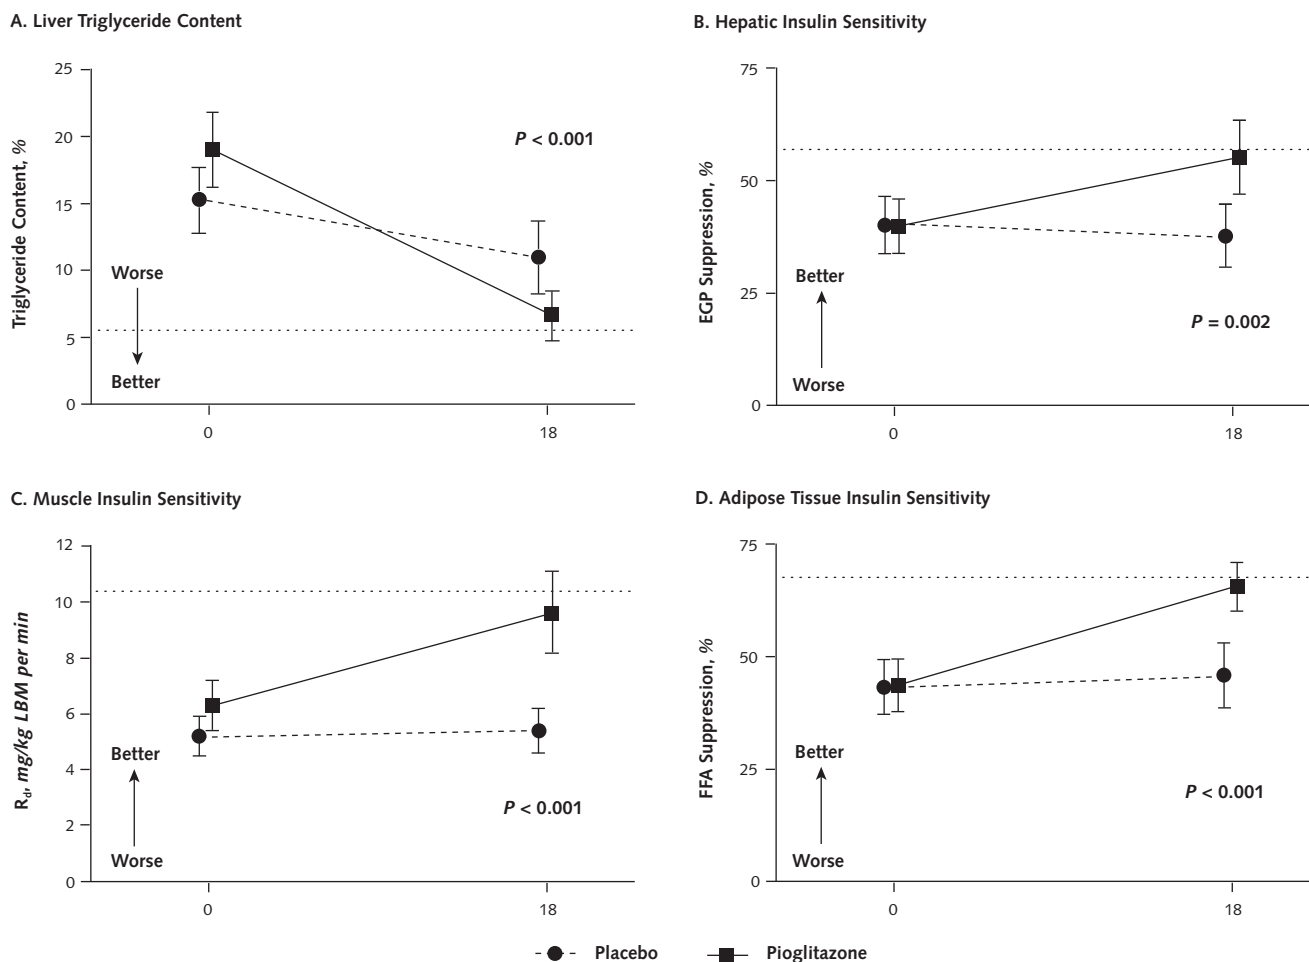 A. Liver Triglyceride Content
Triglyceride Content, %
25
20
15
10
5
0
P < 0.001
Worse
Better
0
18
B. Hepatic Insulin Sensitivity
EGP Suppression, %
75
50
25
0
Better
Worse
P = 0.002
0
18
C. Muscle Insulin Sensitivity
Rd, mg/kg LBM per min
12
10
8
6
4
2
0
Better
Worse
P < 0.001
0
18
D. Adipose Tissue Insulin Sensitivity
FFA Suppression, %
75
50
25
0
Better
Worse
P < 0.001
0
18
Placebo
Pioglitazone